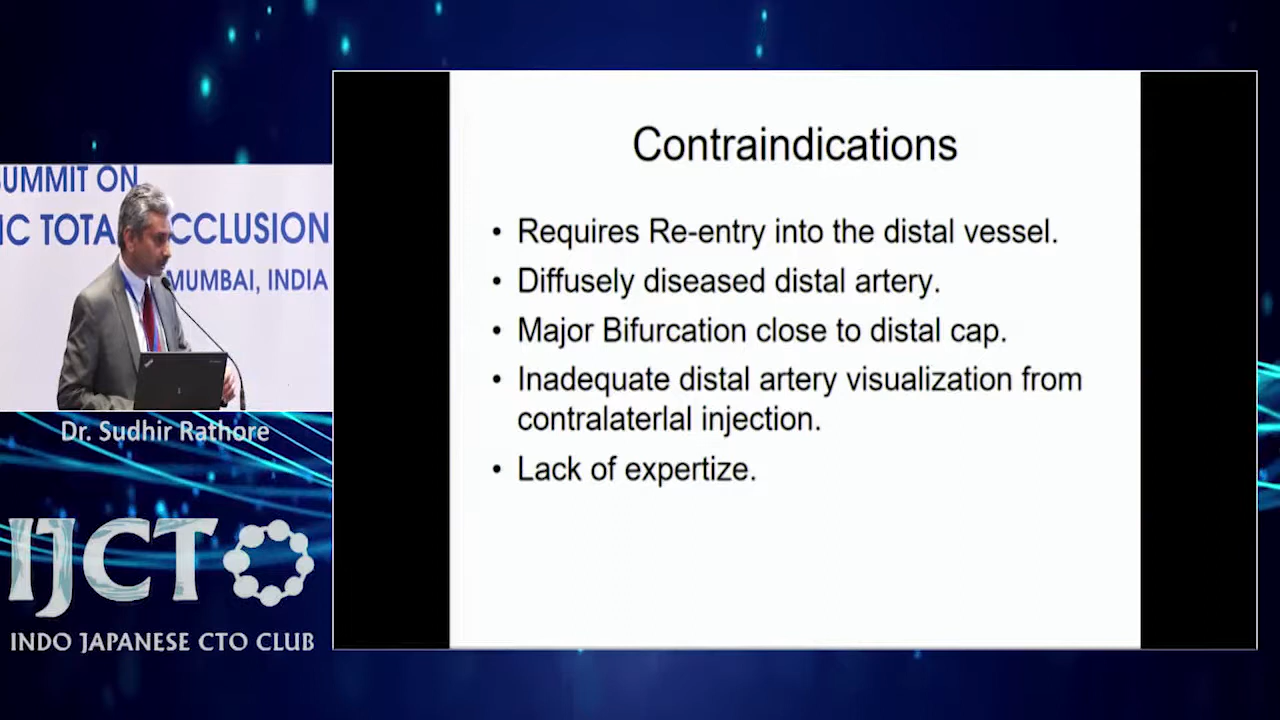 SUMMIT ON
IC TOTA CCLUSION
MUMBAI, INDIA
Dr. Sudhir Rathore
IJCT
INDO JAPANESE CTO CLUB
Contraindications
• Requires Re-entry into the distal vessel.
• Diffusely diseased distal artery.
• Major Bifurcation close to distal cap.
• Inadequate distal artery visualization from
contralaterlal injection.
• Lack of expertize.